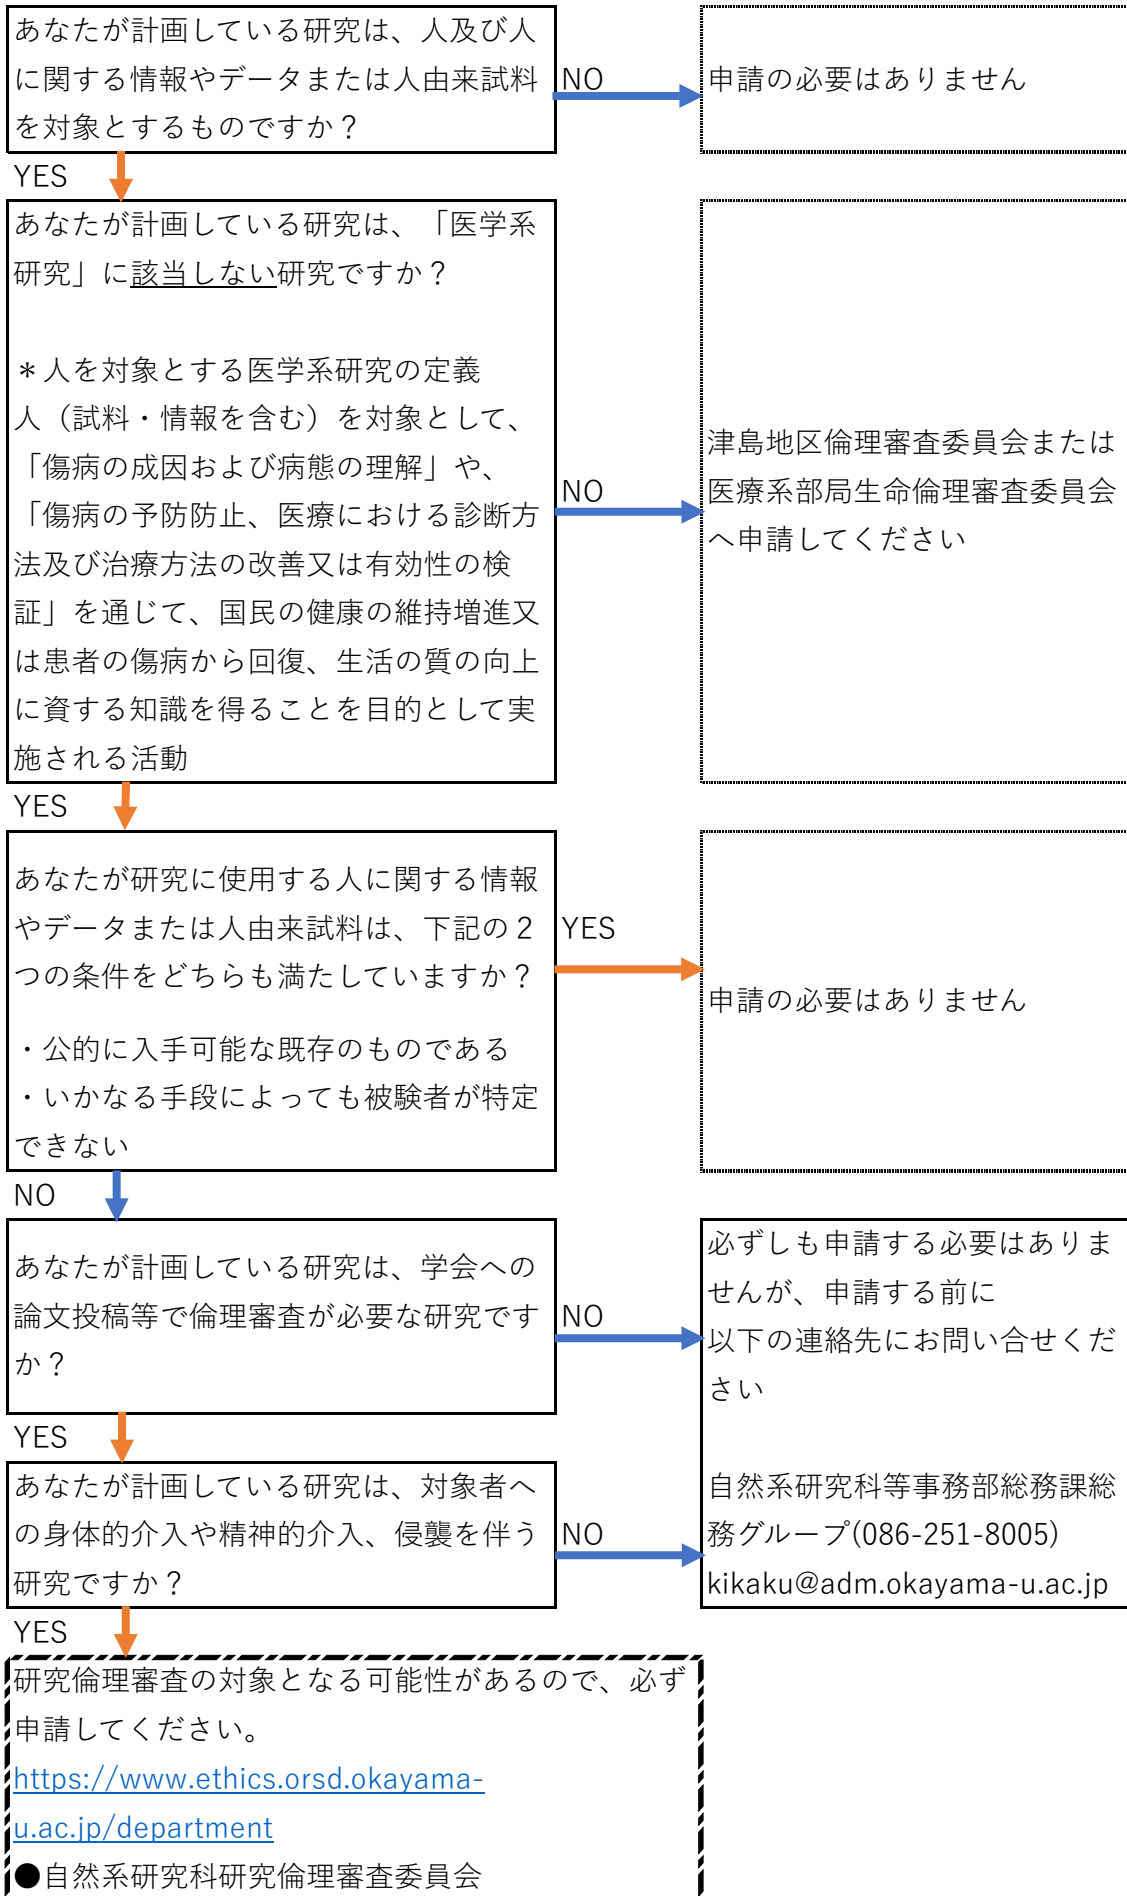 あなたが計画している研究は、人及び人
に関する情報やデータまたは人由来試料
を対象とするものですか？
NO
申請の必要はありません
YES
あなたが計画している研究は、「医学系
研究」に該当しない研究ですか？
＊人を対象とする医学系研究の定義
人（試料・情報を含む）を対象として、
「傷病の成因および病態の理解」や、
「傷病の予防防止、医療における診断方
法及び治療方法の改善又は有効性の検
証」を通じて、国民の健康の維持増進又
は患者の傷病から回復、生活の質の向上
に資する知識を得ることを目的として実
施される活動
NO
津島地区倫理審査委員会または
医療系部局生命倫理審査委員会
へ申請してください
YES
あなたが研究に使用する人に関する情報
やデータまたは人由来試料は、下記の２
つの条件をどちらも満たしていますか？
・公的に入手可能な既存のものである
・いかなる手段によっても被験者が特定
できない
YES
申請の必要はありません
NO
あなたが計画している研究は、学会への
論文投稿等で倫理審査が必要な研究です
か？
NO
必ずしも申請する必要はありま
せんが、申請する前に
以下の連絡先にお問い合せくだ
さい
自然系研究科等事務部総務課総
務グループ(086-251-8005)
kikaku@adm.okayama-u.ac.jp
YES
あなたが計画している研究は、対象者へ
の身体的介入や精神的介入、侵襲を伴う
研究ですか？
NO
YES
研究倫理審査の対象となる可能性があるので、必ず
申請してください。
https://www.ethics.orsd.okayama-
u.ac.jp/department
●自然系研究科研究倫理審査委員会